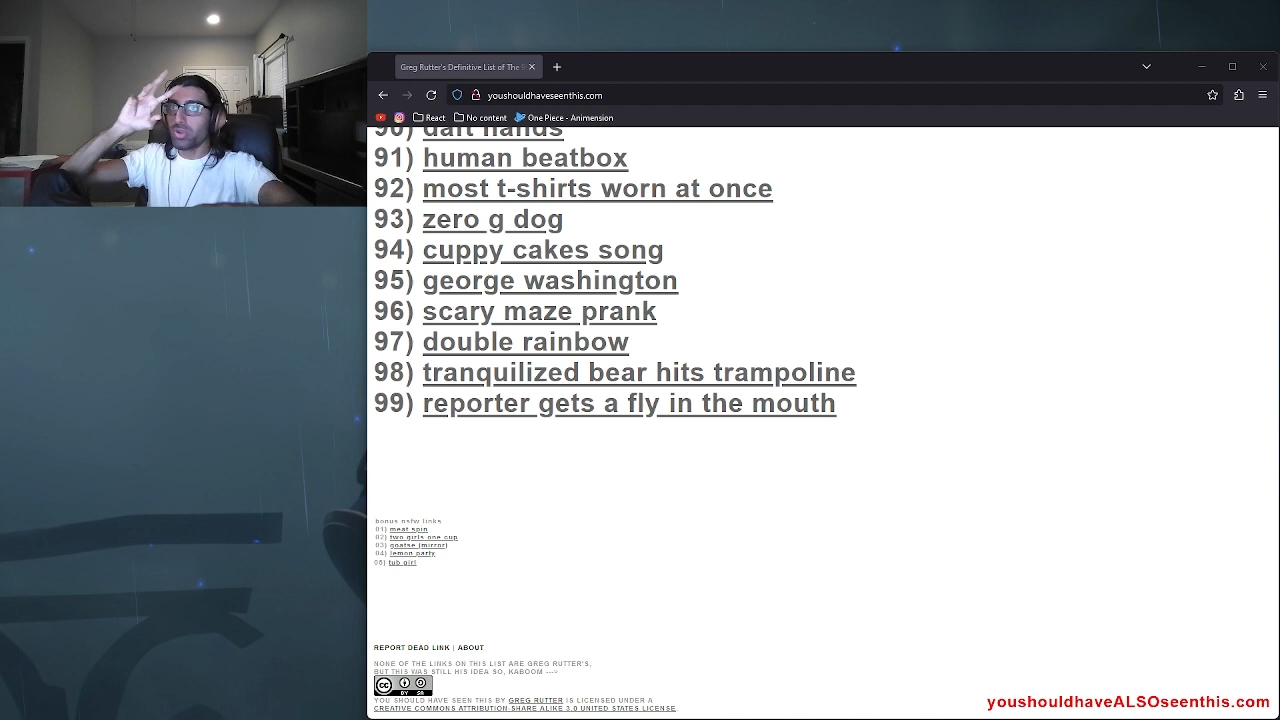 Greg Rutter's Definitive List of The
youshouldhaveseenthis.com
React
No content
One Piece - Animension
90) daft hands
91) human beatbox
92) most t-shirts worn at once
93) zero g dog
94) cuppy cakes song
95) george washington
96) scary maze prank
97) double rainbow
98) tranquilized bear hits trampoline
99) reporter gets a fly in the mouth
bonus nsfw links
01) meat spin
02) two girls one cup
03) goatse (mirror)
04) lemon party
05) tub girl
REPORT DEAD LINK | ABOUT
NONE OF THE LINKS ON THIS LIST ARE GREG RUTTER'S,
BUT THIS WAS STILL HIS IDEA SO, KABOOM --->
CC BY SA
YOU SHOULD HAVE SEEN THIS BY GREG RUTTER IS LICENSED UNDER A
CREATIVE COMMONS ATTRIBUTION-SHARE ALIKE 3.0 UNITED STATES LICENSE
youshouldhaveALSOseenthis.com